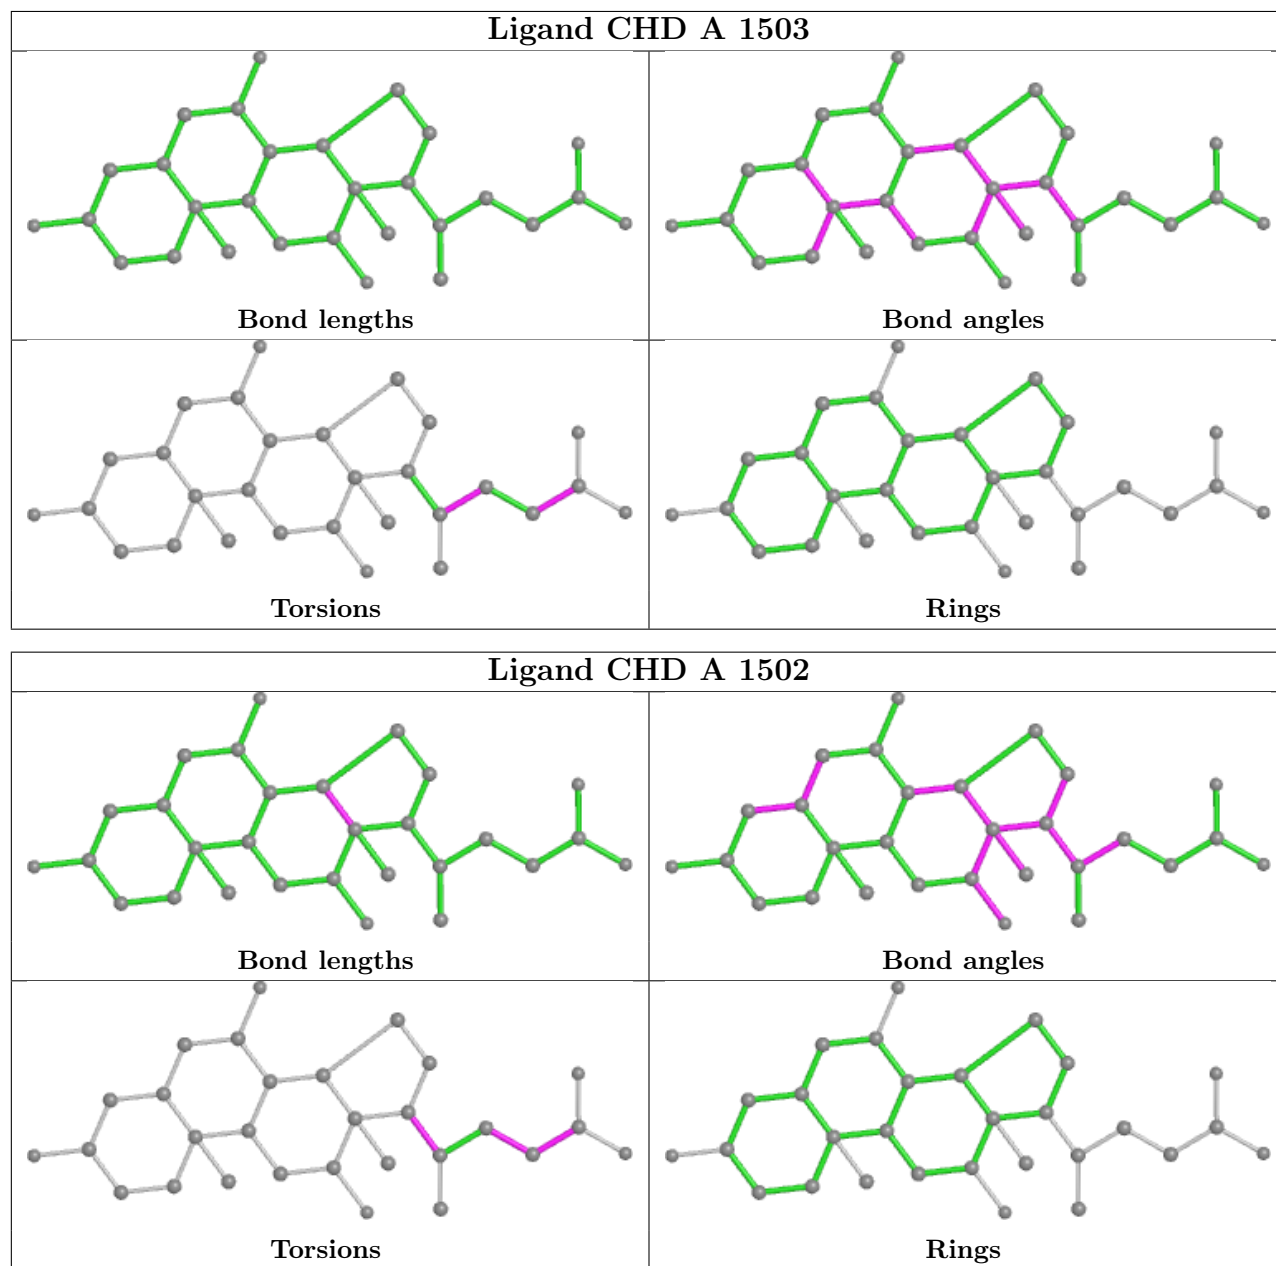 Ligand CHD A 1503
Bond lengths
Bond angles
Torsions
Rings
Ligand CHD A 1502
Bond lengths
Bond angles
Torsions
Rings